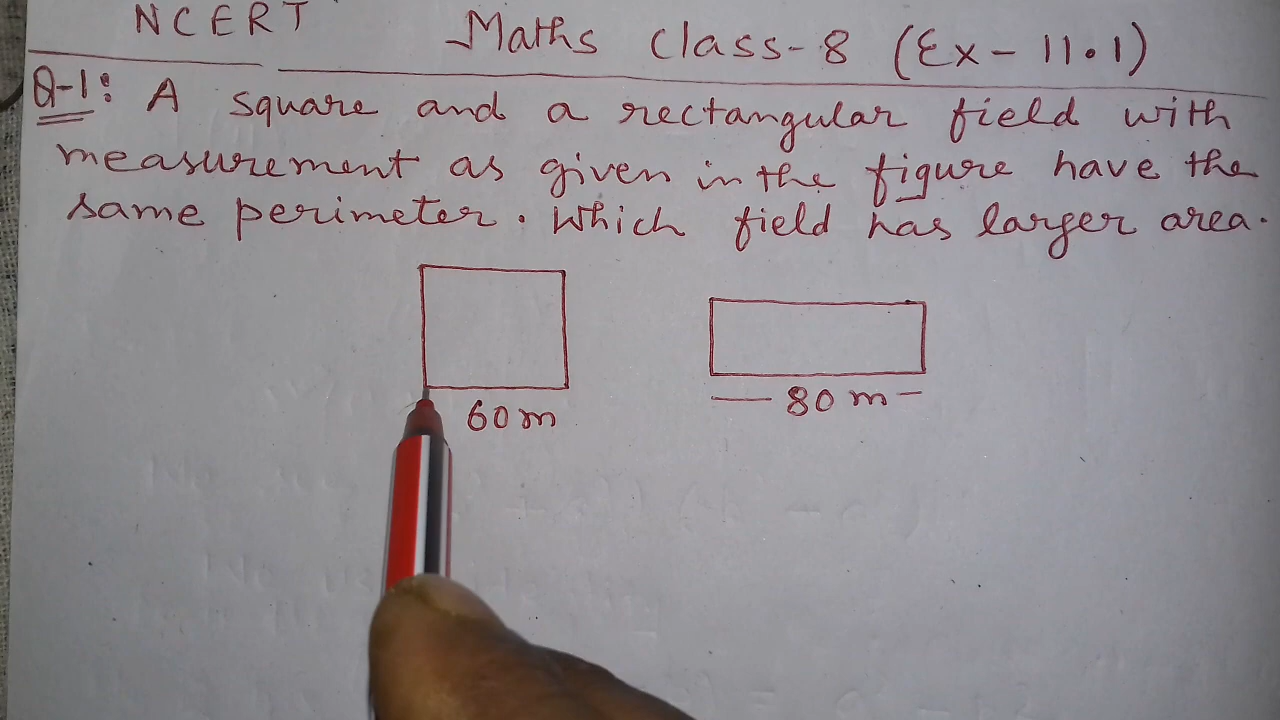 NCERT Maths Class-8 (Ex-11.1)
Q-1: A square and a rectangular field with
measurement as given in the figure have the
same perimeter. Which field has larger area.
60 m
80 m